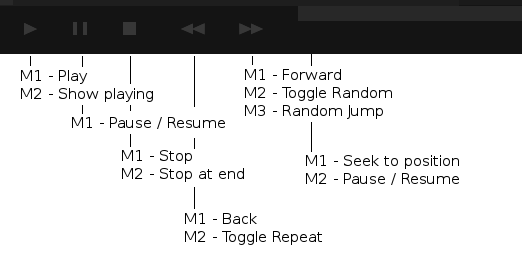 M1 - Play
M2 - Show playing
M1 - Pause / Resume
M1 - Stop
M2 - Stop at end
M1 - Back
M2 - Toggle Repeat
M1 - Forward
M2 - Toggle Random
M3 - Random Jump
M1 - Seek to position
M2 - Pause / Resume